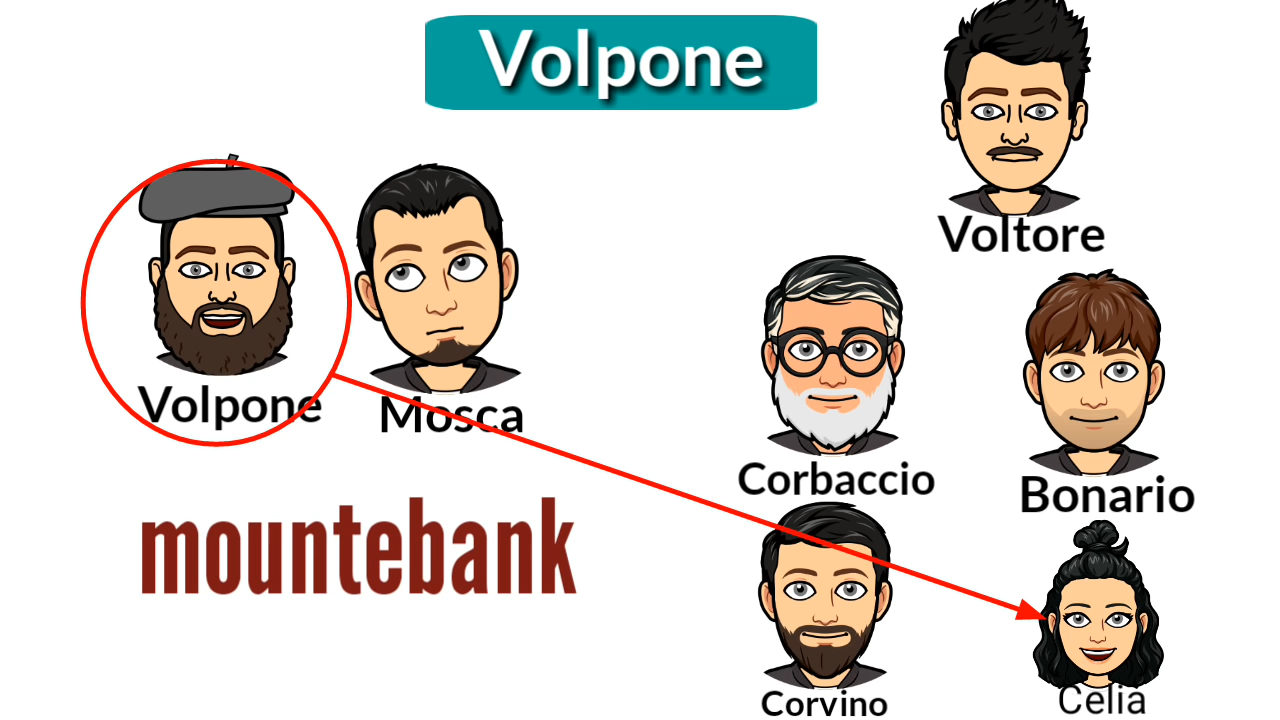 Volpone
Voltore
Volpone
Mosca
Corbaccio
Bonario
mountebank
Corvino
Celia